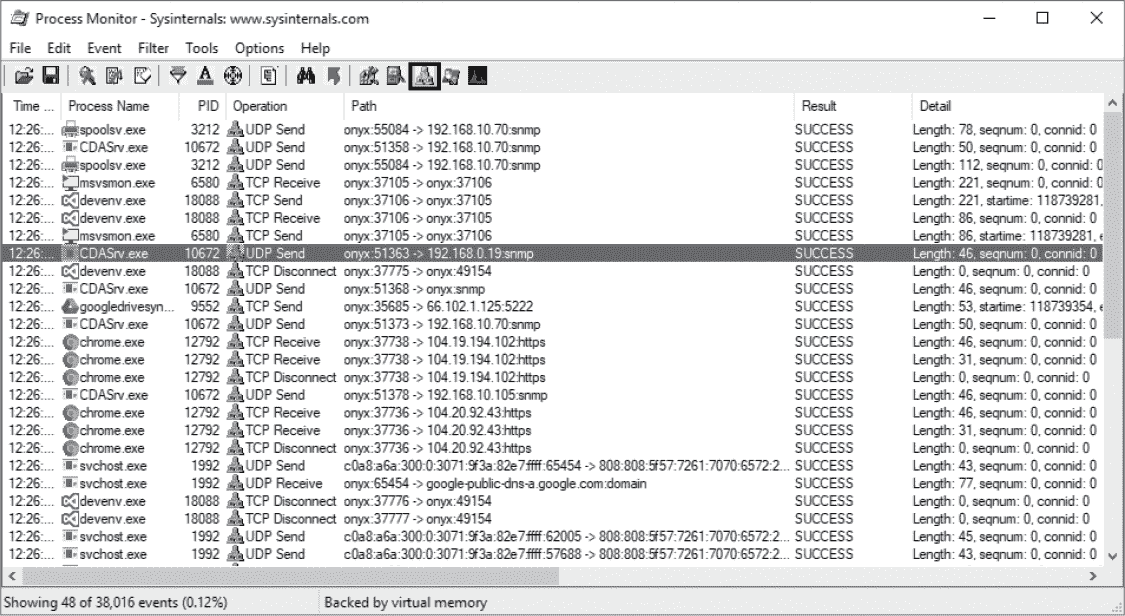 Process Monitor - Sysinternals: www.sysinternals.com
File Edit Event Filter Tools Options Help
Time ... Process Name PID Operation Path Result Detail
12:26:... spoolsv.exe 3212 UDP Send onyx:55084 -> 192.168.10.70:snmp SUCCESS Length: 78, seqnum: 0, connid: 0
12:26:... CDASrv.exe 10672 UDP Send onyx:51358 -> 192.168.10.70:snmp SUCCESS Length: 50, seqnum: 0, connid: 0
12:26:... spoolsv.exe 3212 UDP Send onyx:55084 -> 192.168.10.70:snmp SUCCESS Length: 112, seqnum: 0, connid: 0
12:26:... msvsmon.exe 6580 TCP Receive onyx:37105 -> onyx:37106 SUCCESS Length: 221, seqnum: 0, connid: 0
12:26:... devenv.exe 18088 TCP Send onyx:37106 -> onyx:37105 SUCCESS Length: 221, startime: 118739281,
12:26:... devenv.exe 18088 TCP Receive onyx:37106 -> onyx:37105 SUCCESS Length: 86, seqnum: 0, connid: 0
12:26:... msvsmon.exe 6580 TCP Send onyx:37105 -> onyx:37106 SUCCESS Length: 86, startime: 118739281, e
12:26:... CDASrv.exe 10672 UDP Send onyx:51363 -> 192.168.0.19:snmp SUCCESS Length: 46, seqnum: 0, connid: 0
12:26:... devenv.exe 18088 TCP Disconnect onyx:37775 -> onyx:49154 SUCCESS Length: 0, seqnum: 0, connid: 0
12:26:... CDASrv.exe 10672 UDP Send onyx:51368 -> onyx:snmp SUCCESS Length: 46, seqnum: 0, connid: 0
12:26:... googledrivesyn... 9552 TCP Send onyx:35685 -> 66.102.1.125:5222 SUCCESS Length: 53, startime: 118739354, e
12:26:... CDASrv.exe 10672 UDP Send onyx:51373 -> 192.168.10.70:snmp SUCCESS Length: 50, seqnum: 0, connid: 0
12:26:... chrome.exe 12792 TCP Receive onyx:37738 -> 104.19.194.102:https SUCCESS Length: 46, seqnum: 0, connid: 0
12:26:... chrome.exe 12792 TCP Receive onyx:37738 -> 104.19.194.102:https SUCCESS Length: 31, seqnum: 0, connid: 0
12:26:... chrome.exe 12792 TCP Disconnect onyx:37738 -> 104.19.194.102:https SUCCESS Length: 0, seqnum: 0, connid: 0
12:26:... CDASrv.exe 10672 UDP Send onyx:51378 -> 192.168.10.105:snmp SUCCESS Length: 46, seqnum: 0, connid: 0
12:26:... chrome.exe 12792 TCP Receive onyx:37736 -> 104.20.92.43:https SUCCESS Length: 46, seqnum: 0, connid: 0
12:26:... chrome.exe 12792 TCP Receive onyx:37736 -> 104.20.92.43:https SUCCESS Length: 31, seqnum: 0, connid: 0
12:26:... chrome.exe 12792 TCP Disconnect onyx:37736 -> 104.20.92.43:https SUCCESS Length: 0, seqnum: 0, connid: 0
12:26:... svchost.exe 1992 UDP Send c0a8:a6a:300:0:3071:9f3a:82e7:ffff:65454 -> 808:808:5f57:7261:7070:6572:2... SUCCESS Length: 43, seqnum: 0, connid: 0
12:26:... svchost.exe 1992 UDP Receive onyx:65454 -> google-public-dns-a.google.com:domain SUCCESS Length: 77, seqnum: 0, connid: 0
12:26:... devenv.exe 18088 TCP Disconnect onyx:37776 -> onyx:49154 SUCCESS Length: 0, seqnum: 0, connid: 0
12:26:... devenv.exe 18088 TCP Disconnect onyx:37777 -> onyx:49154 SUCCESS Length: 0, seqnum: 0, connid: 0
12:26:... svchost.exe 1992 UDP Send c0a8:a6a:300:0:3071:9f3a:82e7:ffff:62005 -> 808:808:5f57:7261:7070:6572:2... SUCCESS Length: 45, seqnum: 0, connid: 0
12:26:... svchost.exe 1992 UDP Send c0a8:a6a:300:0:3071:9f3a:82e7:ffff:57688 -> 808:808:5f57:7261:7070:6572:2... SUCCESS Length: 43, seqnum: 0, connid: 0
Showing 48 of 38,016 events (0.12%) Backed by virtual memory